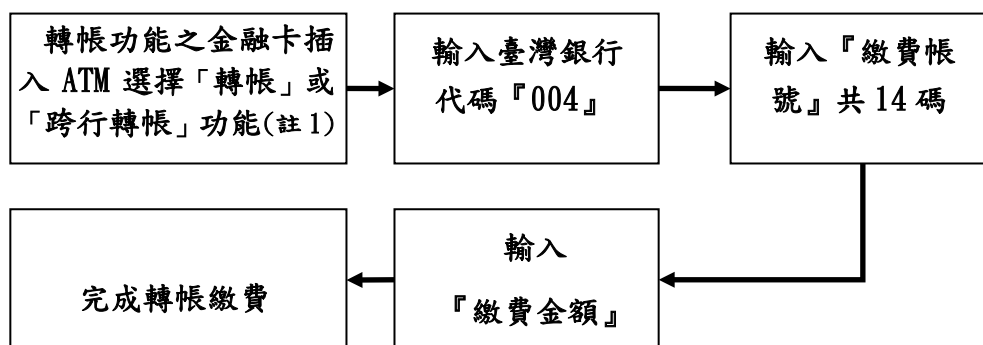 轉帳功能之金融卡插
入 ATM 選擇「轉帳」或
「跨行轉帳」功能(註1)
輸入臺灣銀行
代碼『004』
輸入『繳費帳
號』共 14 碼
輸入
『繳費金額』
完成轉帳繳費